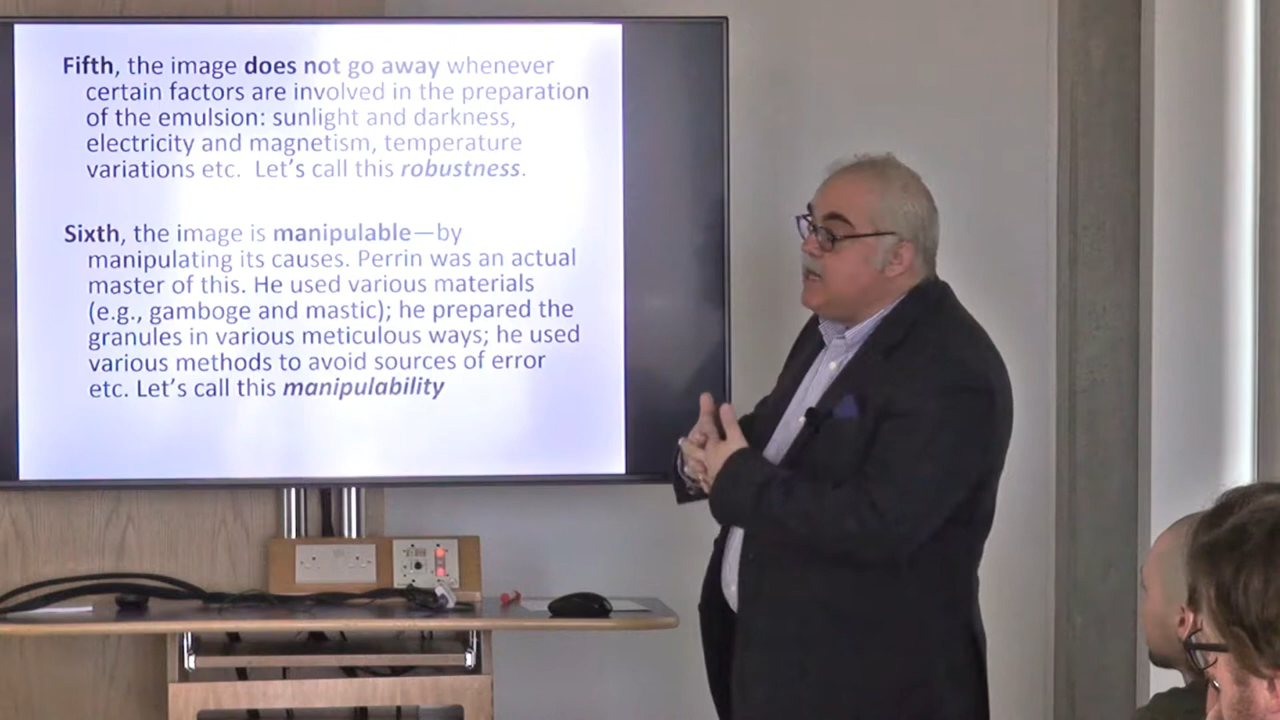 Fifth, the image does not go away whenever
certain factors are involved in the preparation
of the emulsion: sunlight and darkness,
electricity and magnetism, temperature
variations etc.  Let's call this robustness.
Sixth, the image is manipulable—by
manipulating its causes. Perrin was an actual
master of this. He used various materials
(e.g., gamboge and mastic); he prepared the
granules in various meticulous ways; he used
various methods to avoid sources of error
etc. Let's call this manipulability